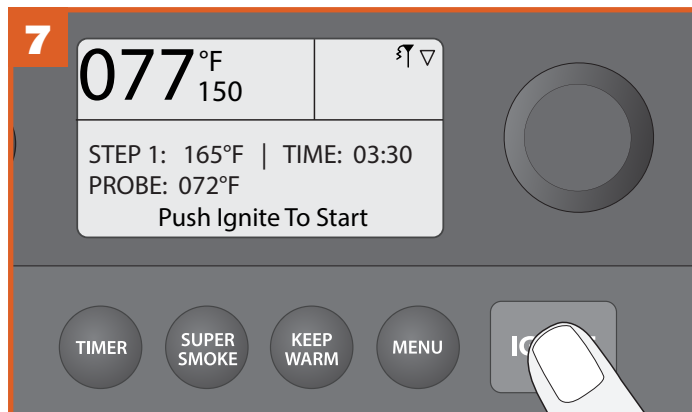 7
077°F
150
STEP 1: 165°F | TIME: 03:30
PROBE: 072°F
Push Ignite To Start
TIMER
SUPER
SMOKE
KEEP
WARM
MENU